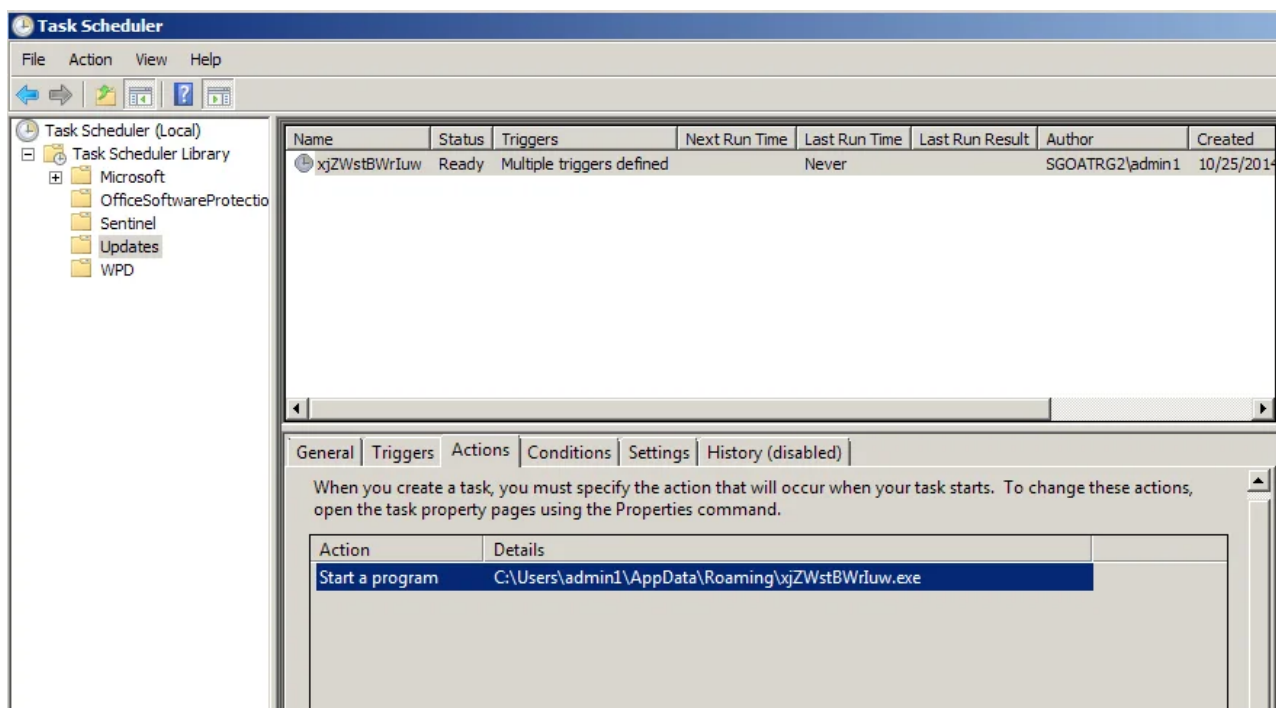 Task Scheduler
File Action View Help
Task Scheduler (Local)
Task Scheduler Library
Microsoft
OfficeSoftwareProtectio
Sentinel
Updates
WPD
Name Status Triggers Next Run Time Last Run Time Last Run Result Author Created
xjZWstBWrIuw Ready Multiple triggers defined Never SGOATRG2\admin1 10/25/2014
General Triggers Actions Conditions Settings History (disabled)
When you create a task, you must specify the action that will occur when your task starts. To change these actions,
open the task property pages using the Properties command.
Action Details
Start a program C:\Users\admin1\AppData\Roaming\xjZWstBWrIuw.exe